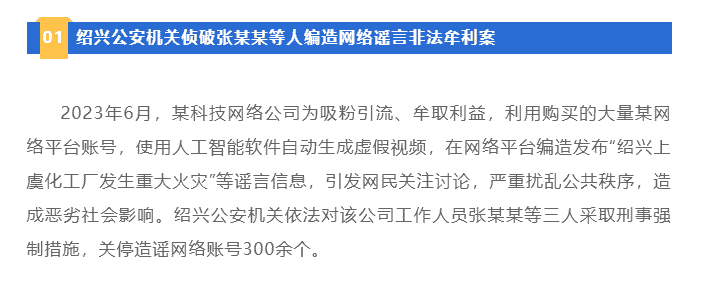 01 绍兴公安机关侦破张某某等人编造网络谣言非法牟利案
2023年6月，某科技网络公司为吸粉引流、牟取利益，利用购买的大量某网
络平台账号，使用人工智能软件自动生成虚假视频，在网络平台编造发布“绍兴上
虞化工厂发生重大火灾”等谣言信息，引发网民关注讨论，严重扰乱公共秩序，造
成恶劣社会影响。绍兴公安机关依法对该公司工作人员张某某等三人采取刑事强
制措施，关停造谣网络账号300余个。